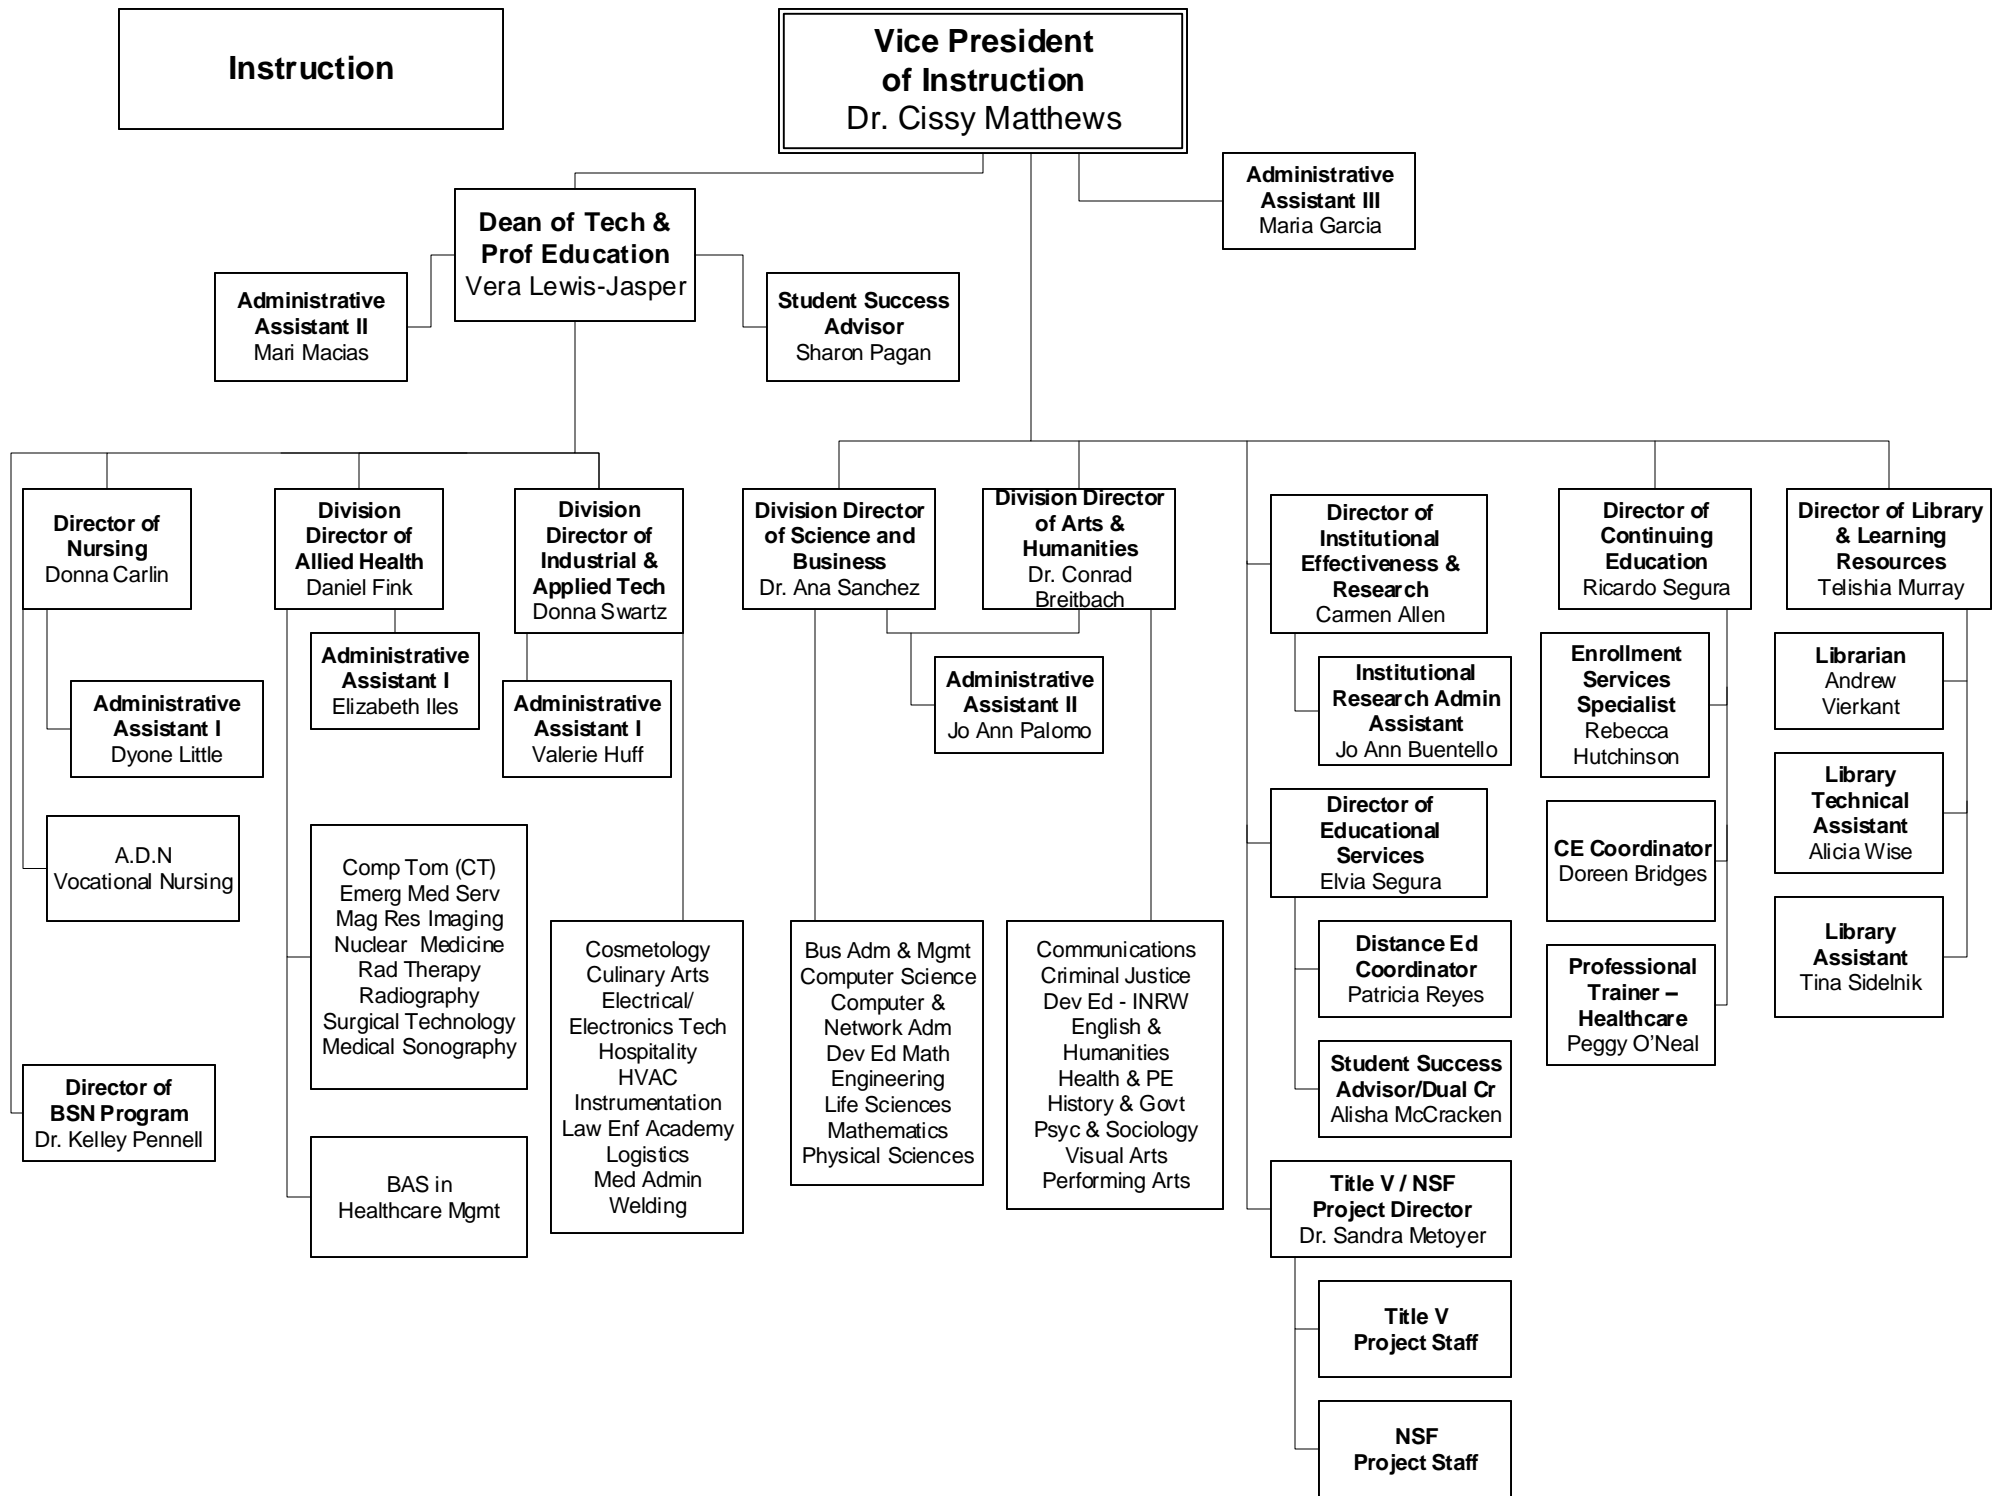 Instruction
Vice President
of Instruction
Dr. Cissy Matthews
Administrative
Assistant III
Maria Garcia
Dean of Tech &
Prof Education
Vera Lewis-Jasper
Administrative
Assistant II
Mari Macias
Student Success
Advisor
Sharon Pagan
Director of
Nursing
Donna Carlin
Administrative
Assistant I
Dyone Little
A.D.N
Vocational Nursing
Director of
BSN Program
Dr. Kelley Pennell
Division
Director of
Allied Health
Daniel Fink
Administrative
Assistant I
Elizabeth Iles
Comp Tom (CT)
Emerg Med Serv
Mag Res Imaging
Nuclear Medicine
Rad Therapy
Radiography
Surgical Technology
Medical Sonography
BAS in
Healthcare Mgmt
Division
Director of
Industrial &
Applied Tech
Donna Swartz
Administrative
Assistant I
Valerie Huff
Cosmetology
Culinary Arts
Electrical/
Electronics Tech
Hospitality
HVAC
Instrumentation
Law Enf Academy
Logistics
Med Admin
Welding
Division Director
of Science and
Business
Dr. Ana Sanchez
Division Director
of Arts &
Humanities
Dr. Conrad
Breitbach
Administrative
Assistant II
Jo Ann Palomo
Bus Adm & Mgmt
Computer Science
Computer &
Network Adm
Dev Ed Math
Engineering
Life Sciences
Mathematics
Physical Sciences
Communications
Criminal Justice
Dev Ed - INRW
English &
Humanities
Health & PE
History & Govt
Psyc & Sociology
Visual Arts
Performing Arts
Director of
Institutional
Effectiveness &
Research
Carmen Allen
Institutional
Research Admin
Assistant
Jo Ann Buentello
Director of
Educational
Services
Elvia Segura
Distance Ed
Coordinator
Patricia Reyes
Student Success
Advisor/Dual Cr
Alisha McCracken
Title V / NSF
Project Director
Dr. Sandra Metoyer
Title V
Project Staff
NSF
Project Staff
Director of
Continuing
Education
Ricardo Segura
Enrollment
Services
Specialist
Rebecca
Hutchinson
CE Coordinator
Doreen Bridges
Professional
Trainer –
Healthcare
Peggy O’Neal
Director of Library
& Learning
Resources
Telishia Murray
Librarian
Andrew
Vierkant
Library
Technical
Assistant
Alicia Wise
Library
Assistant
Tina Sidelnik